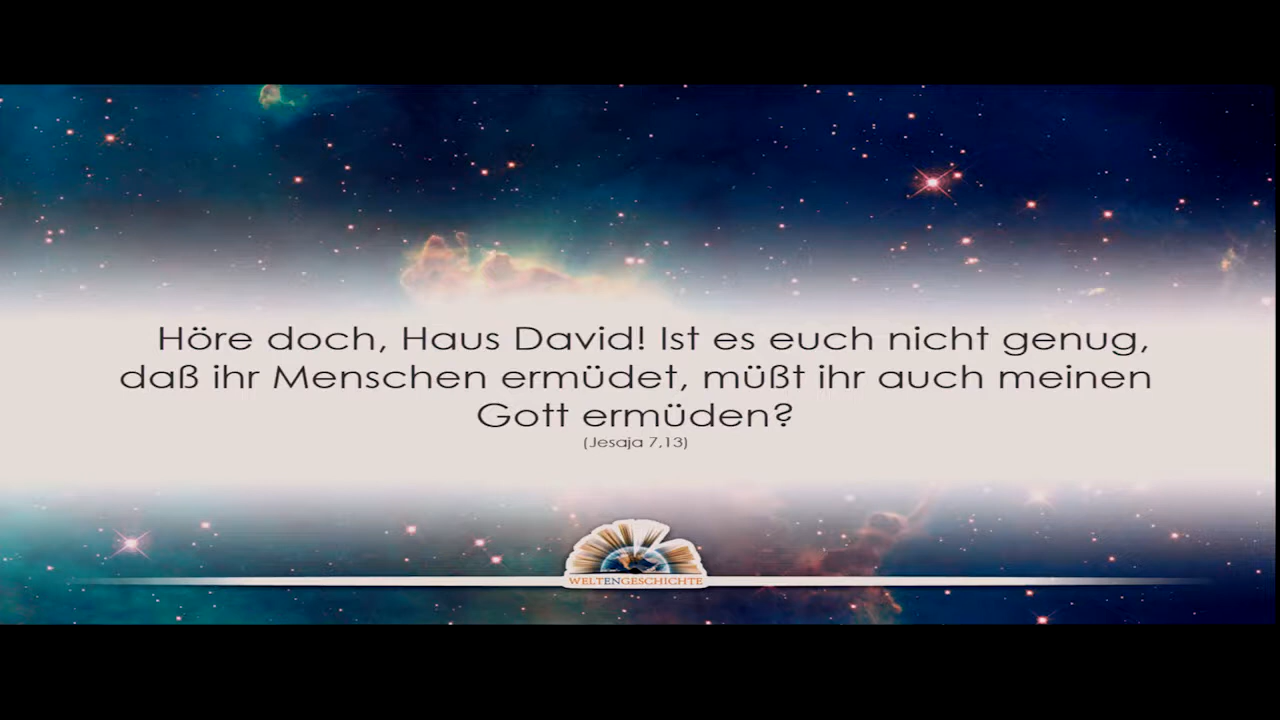 Höre doch, Haus David! Ist es euch nicht genug,
daß ihr Menschen ermüdet, müßt ihr auch meinen
Gott ermüden?
(Jesaja 7,13)
WELTENGESCHICHTE